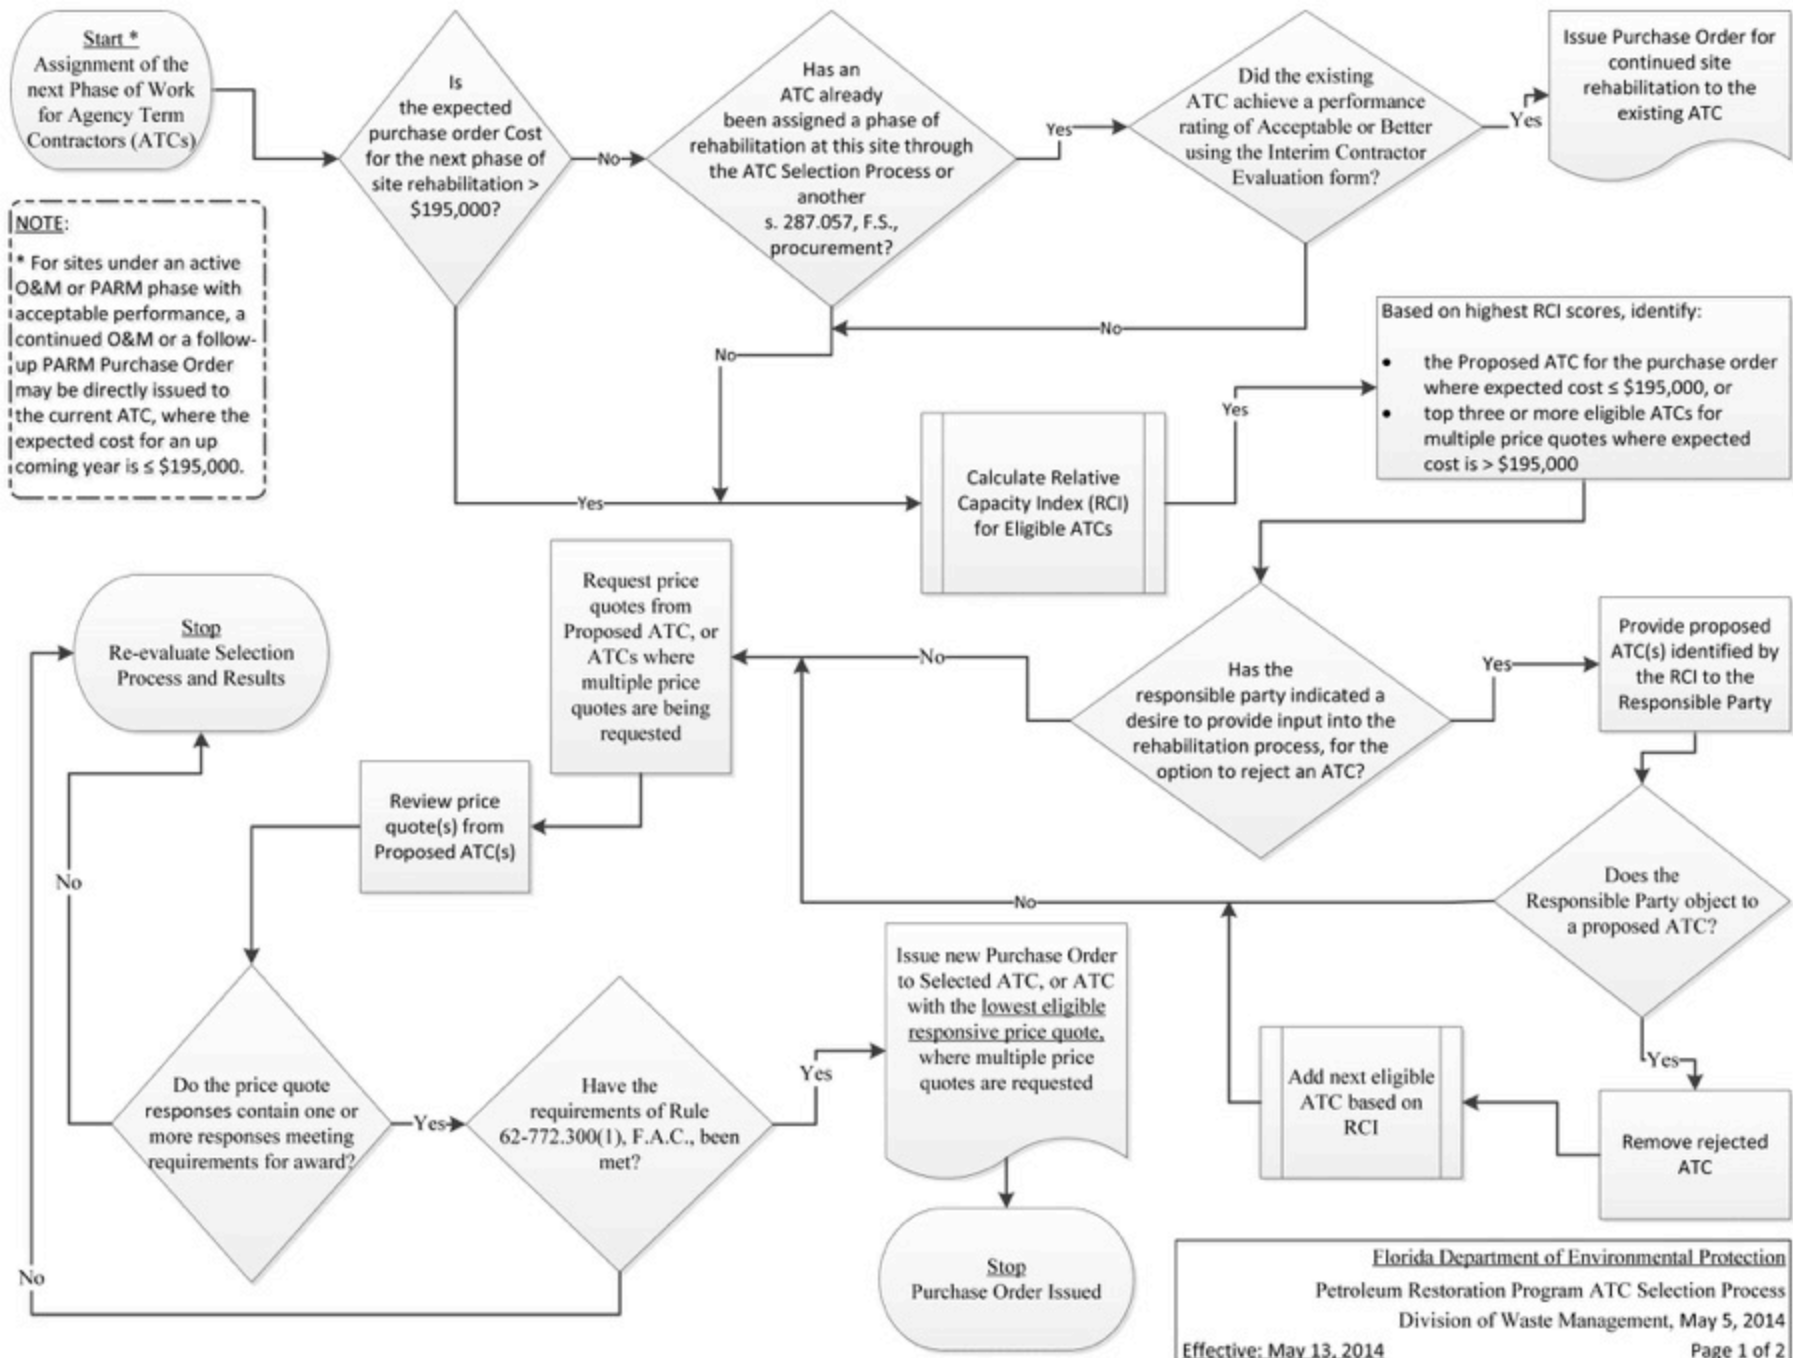 Start *
Assignment of the
next Phase of Work
for Agency Term
Contractors (ATCs)
Is
the expected
purchase order Cost
for the next phase of
site rehabilitation >
$195,000?
No
Has an
ATC already
been assigned a phase of
rehabilitation at this site through
the ATC Selection Process or
another
s. 287.057, F.S.,
procurement?
Yes
Did the existing
ATC achieve a performance
rating of Acceptable or Better
using the Interim Contractor
Evaluation form?
Yes
Issue Purchase Order for
continued site
rehabilitation to the
existing ATC
NOTE:
* For sites under an active
O&M or PARM phase with
acceptable performance, a
continued O&M or a follow-
up PARM Purchase Order
may be directly issued to
the current ATC, where the
expected cost for an up
coming year is ≤ $195,000.
No
No
Yes
Calculate Relative
Capacity Index (RCI)
for Eligible ATCs
Yes
Based on highest RCI scores, identify:
• the Proposed ATC for the purchase order
where expected cost ≤ $195,000, or
• top three or more eligible ATCs for
multiple price quotes where expected
cost is > $195,000
Has the
responsible party indicated a
desire to provide input into the
rehabilitation process, for the
option to reject an ATC?
Yes
Provide proposed
ATC(s) identified by
the RCI to the
Responsible Party
No
Request price
quotes from
Proposed ATC, or
ATCs where
multiple price
quotes are being
requested
Stop
Re-evaluate Selection
Process and Results
Review price
quote(s) from
Proposed ATC(s)
Does the
Responsible Party object to
a proposed ATC?
No
Yes
Remove rejected
ATC
Add next eligible
ATC based on
RCI
Do the price quote
responses contain one or
more responses meeting
requirements for award?
No
Yes
Have the
requirements of Rule
62-772.300(1), F.A.C., been
met?
No
Yes
Issue new Purchase Order
to Selected ATC, or ATC
with the lowest eligible
responsive price quote,
where multiple price
quotes are requested
Stop
Purchase Order Issued
Florida Department of Environmental Protection
Petroleum Restoration Program ATC Selection Process
Division of Waste Management, May 5, 2014
Effective: May 13, 2014 Page 1 of 2